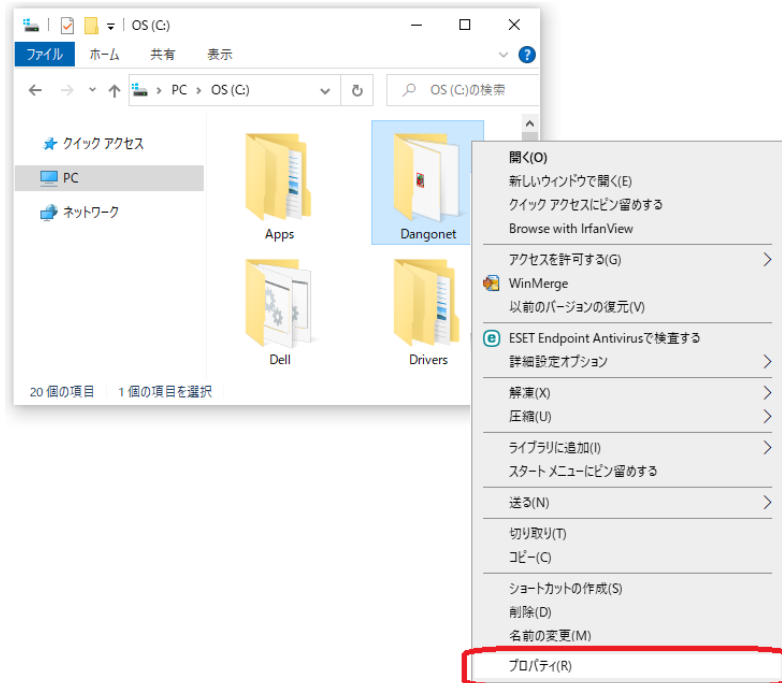 OS (C:)
ファイル ホーム 共有 表示
PC › OS (C:) OS (C:)の検索
クイック アクセス
PC
ネットワーク
Apps
Dangonet
Dell
Drivers
20 個の項目 1 個の項目を選択
開く(O)
新しいウィンドウで開く(E)
クイック アクセスにピン留めする
Browse with IrfanView
アクセスを許可する(G)
WinMerge
以前のバージョンの復元(V)
ESET Endpoint Antivirusで検査する
詳細設定オプション
解凍(X)
圧縮(U)
ライブラリに追加(I)
スタート メニューにピン留めする
送る(N)
切り取り(T)
コピー(C)
ショートカットの作成(S)
削除(D)
名前の変更(M)
プロパティ(R)